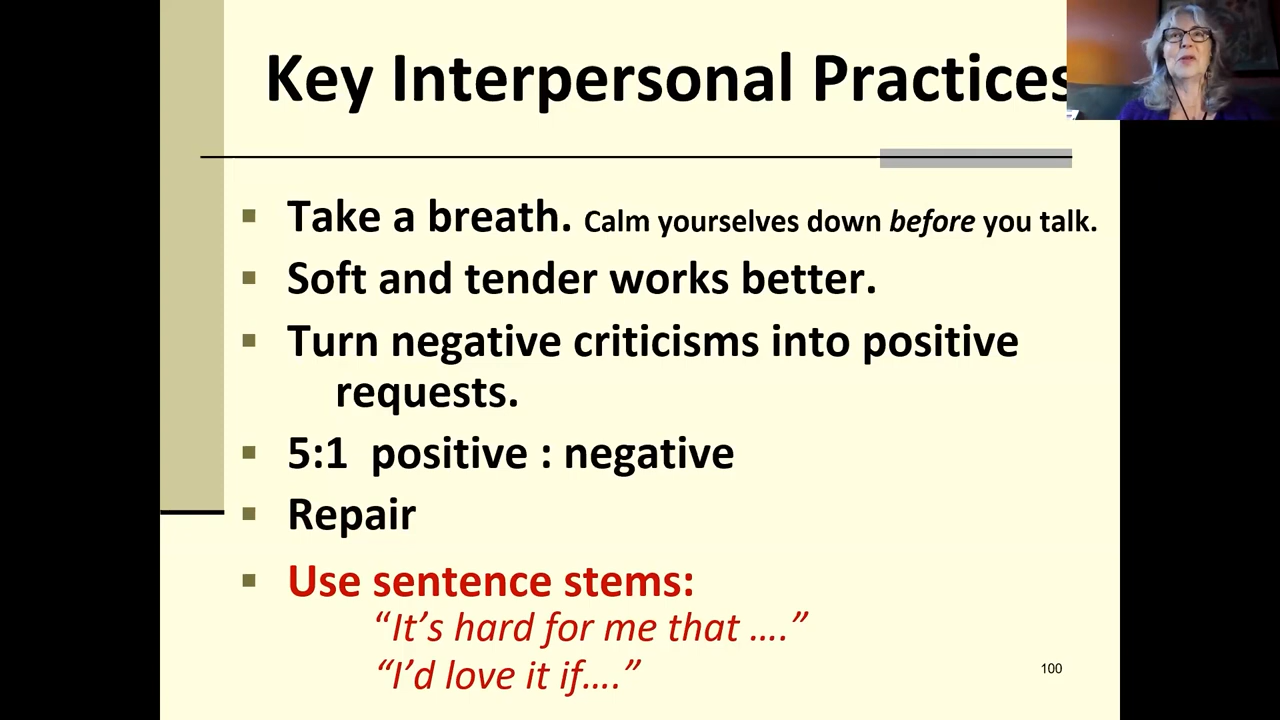 Key Interpersonal Practices
Take a breath. Calm yourselves down before you talk.
Soft and tender works better.
Turn negative criticisms into positive
requests.
5:1 positive : negative
Repair
Use sentence stems:
“It’s hard for me that ….”
“I’d love it if….”
100